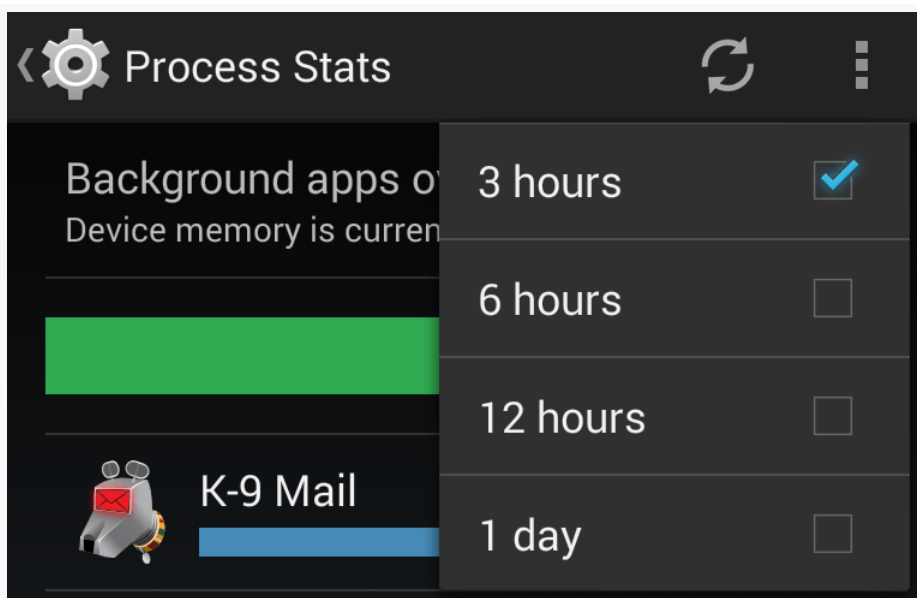 Process Stats
Background apps o
Device memory is curren
3 hours
6 hours
12 hours
1 day
K-9 Mail